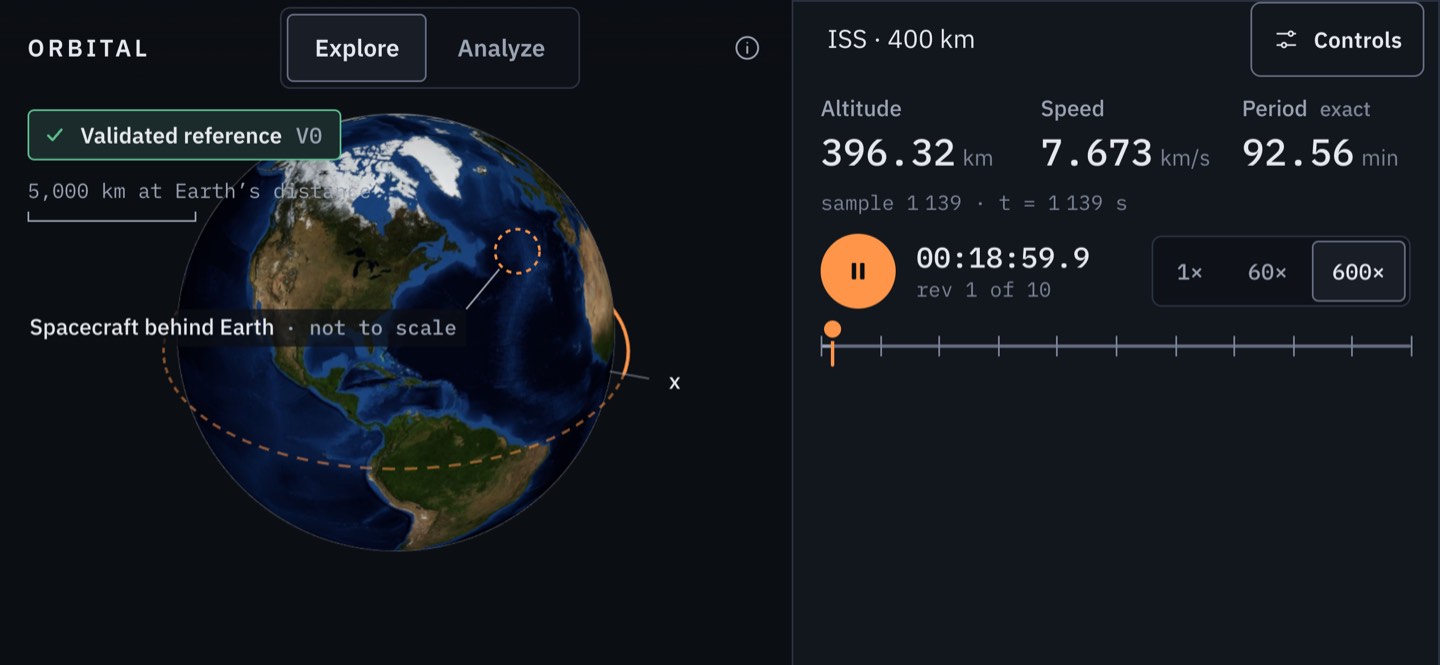 ORBITAL
Explore
Analyze
Validated reference V0
5,000 km at Earth’s distance.
Spacecraft behind Earth · not to scale
X
ISS · 400 km
Controls
Altitude
Speed
Period exact
396.32 km
7.673 km/s
92.56 min
sample 1 139 · t = 1 139 s
00:18:59.9
rev 1 of 10
1×
60×
600×